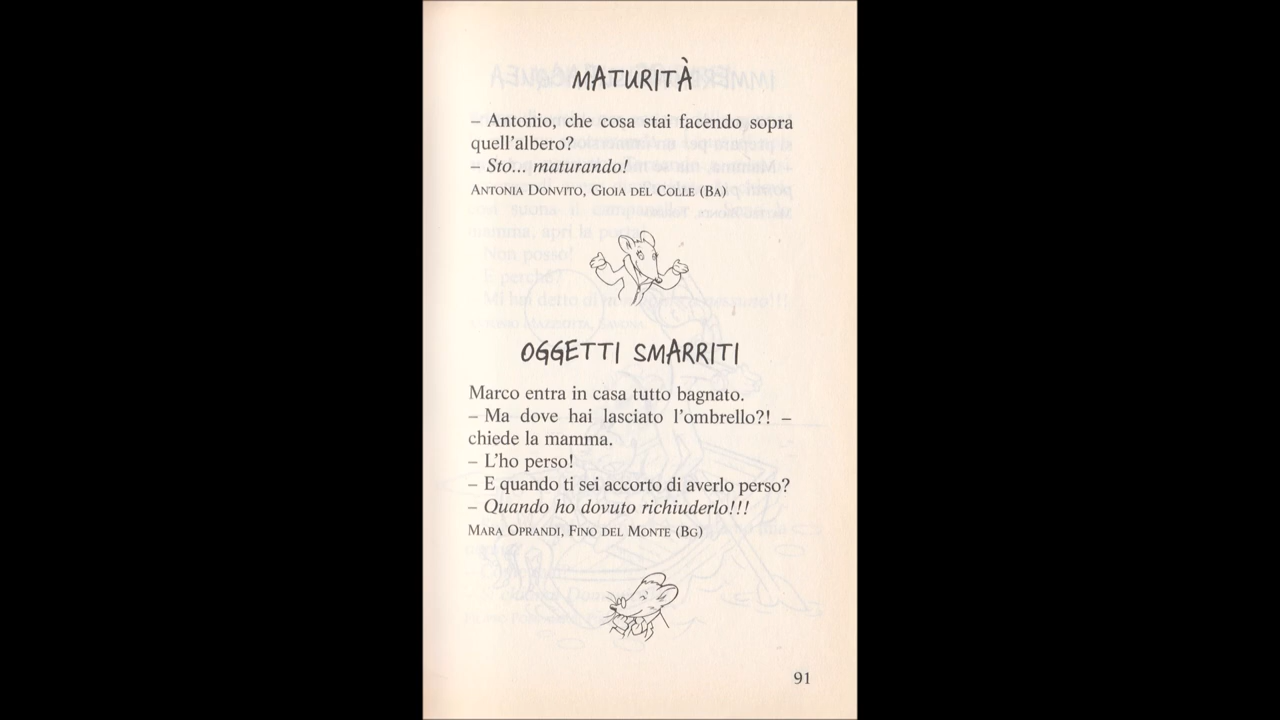 MATURITÀ
– Antonio, che cosa stai facendo sopra
quell'albero?
– Sto... maturando!
ANTONIA DONVITO, GIOIA DEL COLLE (BA)
OGGETTI SMARRITI
Marco entra in casa tutto bagnato.
– Ma dove hai lasciato l'ombrello?! –
chiede la mamma.
– L'ho perso!
– E quando ti sei accorto di averlo perso?
– Quando ho dovuto richiuderlo!!!
MARA OPRANDI, FINO DEL MONTE (BG)
91